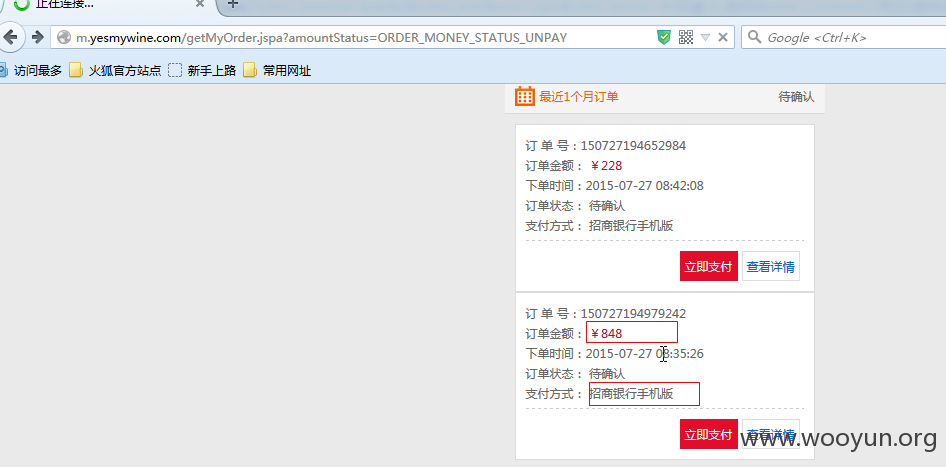 正在连接...
m.yesmywine.com/getMyOrder.jspa?amountStatus=ORDER_MONEY_STATUS_UNPAY
Google <Ctrl+K>
访问最多 火狐官方站点 新手上路 常用网址
最近1个月订单 待确认
订 单 号：150727194652984
订单金额：￥228
下单时间：2015-07-27 08:42:08
订单状态： 待确认
支付方式： 招商银行手机版
立即支付 查看详情
订 单 号：150727194979242
订单金额：￥848
下单时间：2015-07-27 08:35:26
订单状态： 待确认
支付方式： 招商银行手机版
立即支付 查看详情
www.wooyun.org